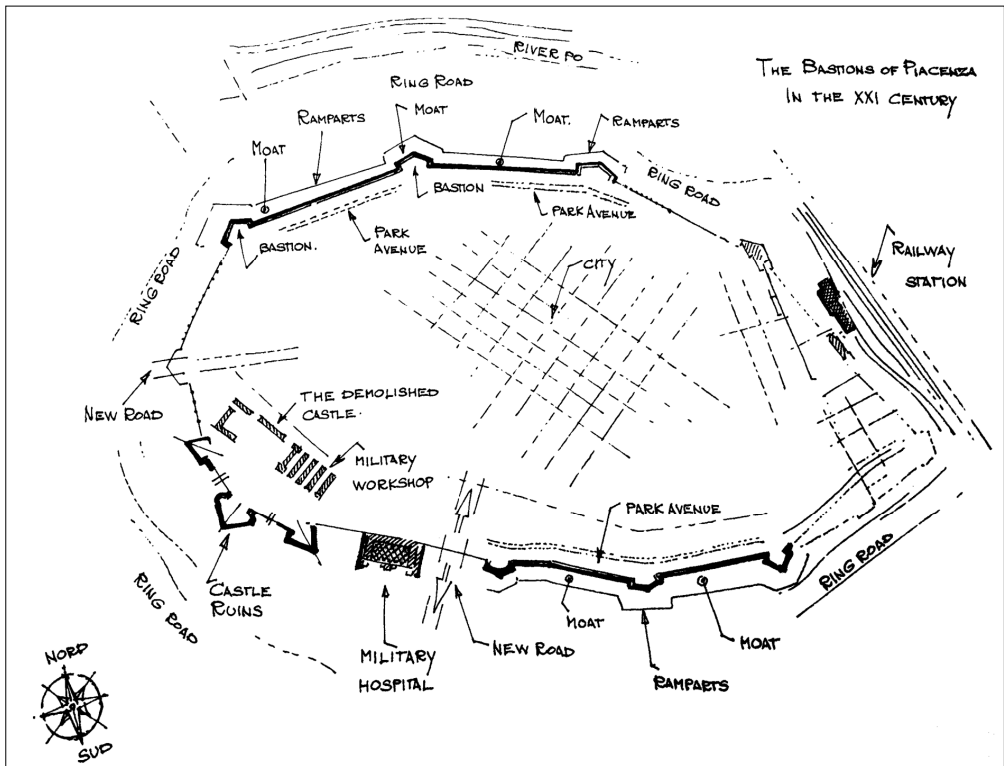 RIVER PO
THE BASTIONS OF PIACENZA
IN THE XXI CENTURY
RING ROAD
MOAT
RAMPARTS
MOAT.
RAMPARTS
MOAT
RING ROAD
BASTION
PARK AVENUE
PARK
AVENUE
BASTION.
CITY
RAILWAY
STATION
RING ROAD
NEW ROAD
THE DEMOLISHED
CASTLE.
MILITARY
WORKSHOP
PARK AVENUE
RING ROAD
CASTLE
RUINS
RING ROAD
MOAT
MOAT
NEW ROAD
MILITARY
HOSPITAL
RAMPARTS
NORD
SUD